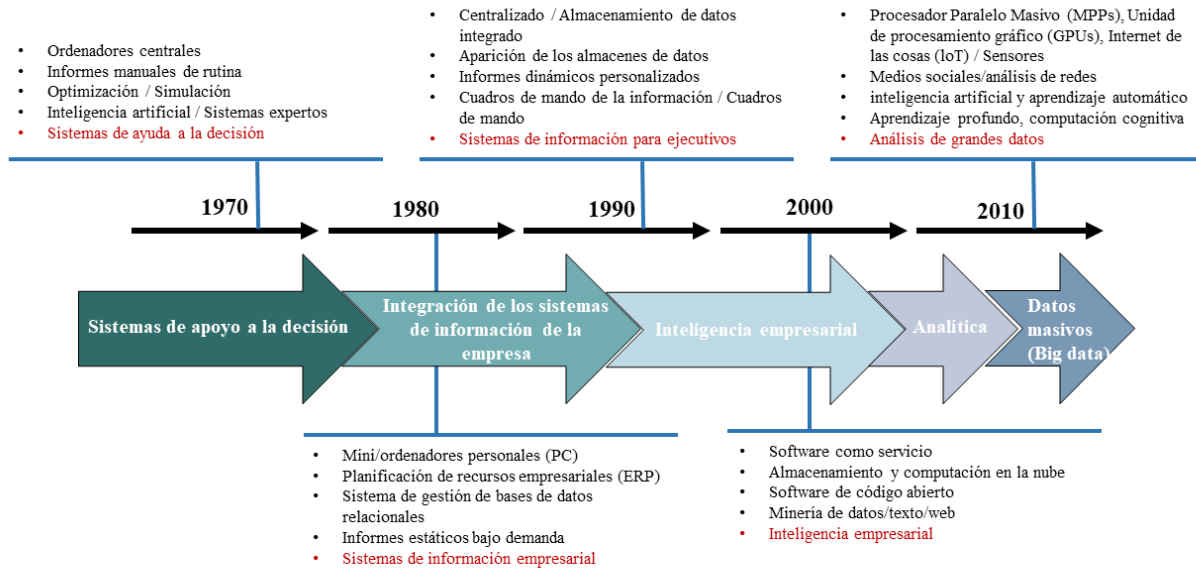 • Ordenadores centrales
• Informes manuales de rutina
• Optimización / Simulación
• Inteligencia artificial / Sistemas expertos
• Sistemas de ayuda a la decisión
• Centralizado / Almacenamiento de datos
integrado
• Aparición de los almacenes de datos
• Informes dinámicos personalizados
• Cuadros de mando de la información / Cuadros
de mando
• Sistemas de información para ejecutivos
• Procesador Paralelo Masivo (MPPs), Unidad
de procesamiento gráfico (GPUs), Internet de
las cosas (loT) / Sensores
• Medios sociales/análisis de redes
• inteligencia artificial y aprendizaje automático
• Aprendizaje profundo, computación cognitiva
• Análisis de grandes datos
1970
1980
1990
2000
2010
Sistemas de apoyo a la decisión
Integración de los sistemas
de información de la
empresa
Inteligencia empresarial
Analítica
Datos
masivos
(Big data)
• Mini/ordenadores personales (PC)
• Planificación de recursos empresariales (ERP)
• Sistema de gestión de bases de datos
relacionales
• Informes estáticos bajo demanda
• Sistemas de información empresarial
• Software como servicio
• Almacenamiento y computación en la nube
• Software de código abierto
• Minería de datos/texto/web
• Inteligencia empresarial